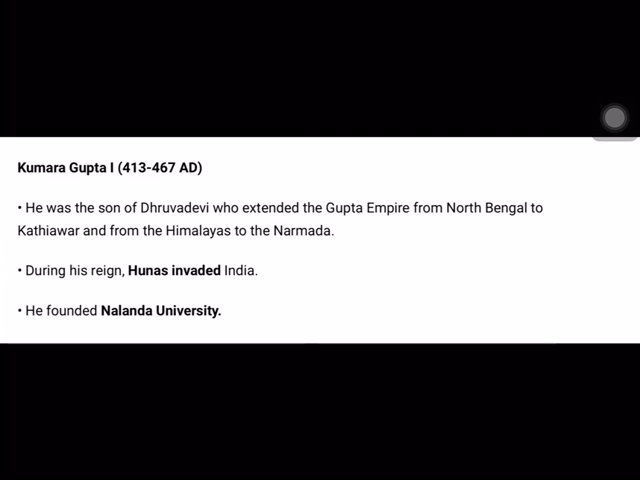 Kumara Gupta I (413-467 AD)
• He was the son of Dhruvadevi who extended the Gupta Empire from North Bengal to
Kathiawar and from the Himalayas to the Narmada.
• During his reign, Hunas invaded India.
• He founded Nalanda University.